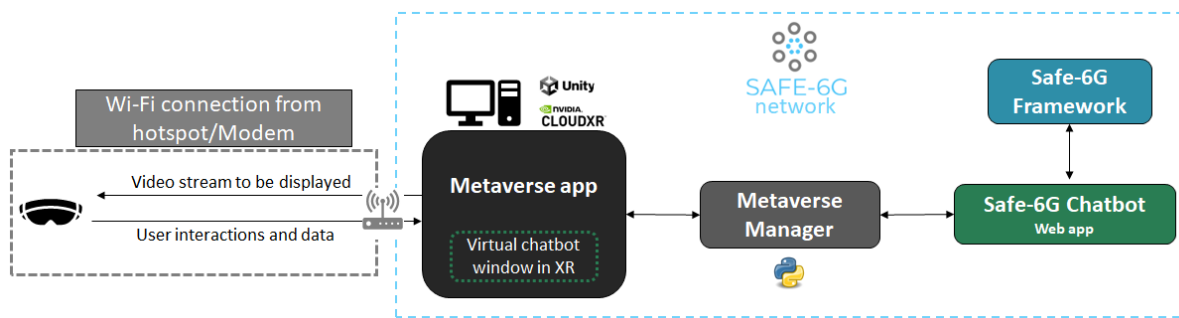 Wi-Fi connection from
hotspot/Modem
Video stream to be displayed
User interactions and data
Unity
NVIDIA.
CLOUDXR
Metaverse app
Virtual chatbot
window in XR
SAFE-6G
network
Metaverse
Manager
Safe-6G
Framework
Safe-6G Chatbot
Web app